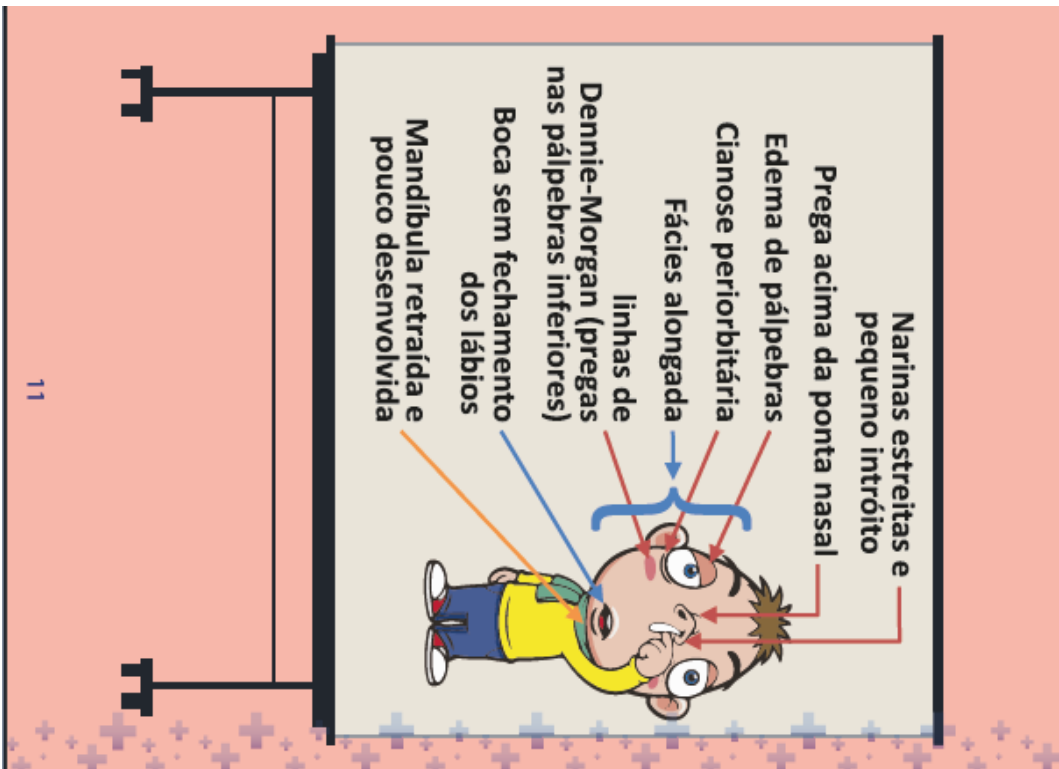 Narinas estreitas e
pequeno intróito
Prega acima da ponta nasal
Edema de pálpebras
Cianose periorbitária
Fácies alongada
linhas de
Dennie-Morgan (pregas
nas pálpebras inferiores)
Boca sem fechamento
dos lábios
Mandíbula retraída e
pouco desenvolvida
11